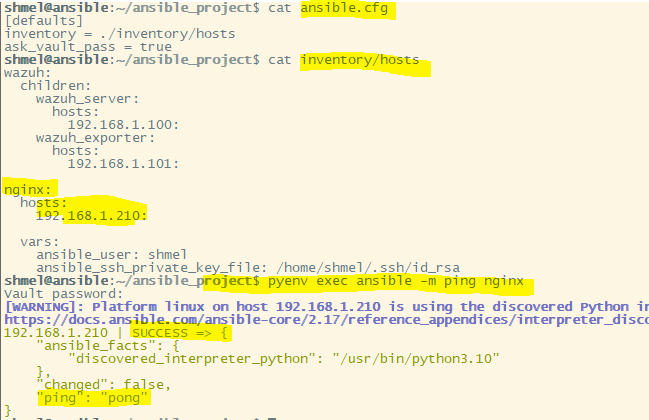 shmel@ansible:~/ansible_project$ cat ansible.cfg
[defaults]
inventory = ./inventory/hosts
ask_vault_pass = true
shmel@ansible:~/ansible_project$ cat inventory/hosts
wazuh:
  children:
    wazuh_server:
      hosts:
        192.168.1.100:
    wazuh_exporter:
      hosts:
        192.168.1.101:
nginx:
  hosts:
    192.168.1.210:
  vars:
    ansible_user: shmel
    ansible_ssh_private_key_file: /home/shmel/.ssh/id_rsa
shmel@ansible:~/ansible_project$ pyenv exec ansible -m ping nginx
Vault password:
[WARNING]: Platform linux on host 192.168.1.210 is using the discovered Python in
https://docs.ansible.com/ansible-core/2.17/reference_appendices/interpreter_disco
192.168.1.210 | SUCCESS => {
    "ansible_facts": {
        "discovered_interpreter_python": "/usr/bin/python3.10"
    },
    "changed": false,
    "ping": "pong"
}